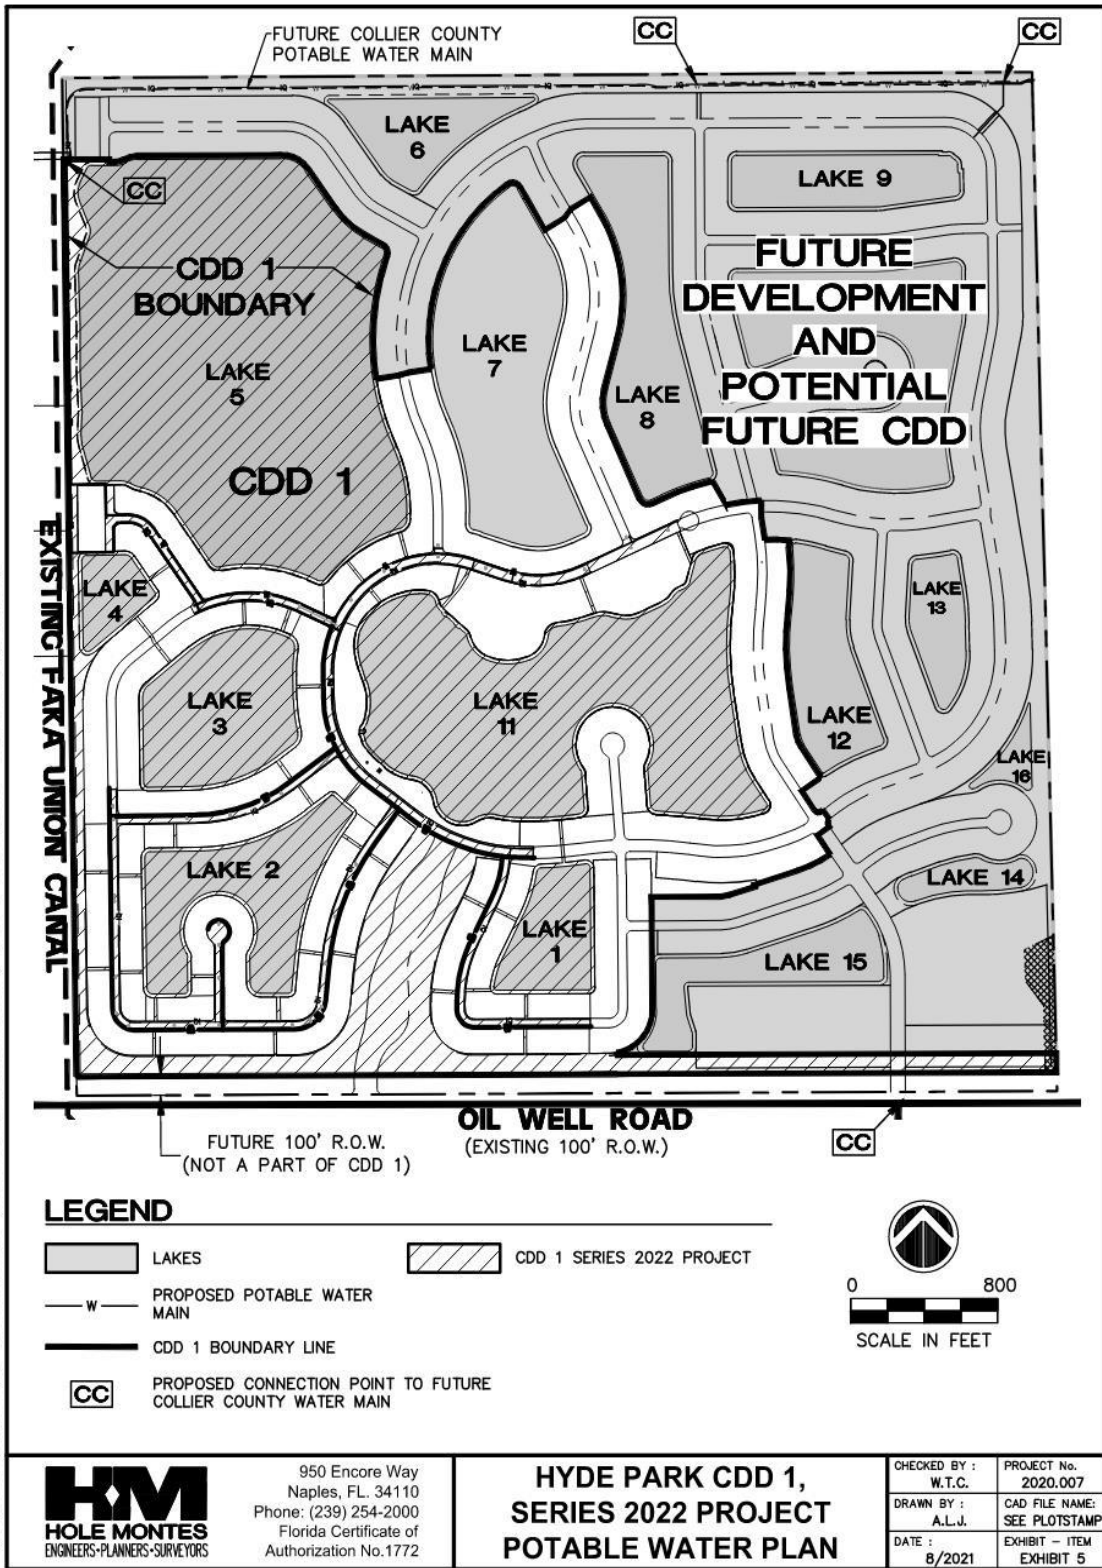 FUTURE COLLIER COUNTY
POTABLE WATER MAIN
CC
CC
LAKE
6
LAKE 9
CC
CDD 1
BOUNDARY
FUTURE
DEVELOPMENT
AND
POTENTIAL
FUTURE CDD
LAKE
7
LAKE
5
LAKE
8
CDD 1
EXISTING FAKA UNION CANAL
LAKE
4
LAKE
13
LAKE
3
LAKE
11
LAKE
12
LAKE
16
LAKE 2
LAKE 14
LAKE
1
LAKE 15
OIL WELL ROAD
(EXISTING 100' R.O.W.)
FUTURE 100' R.O.W.
(NOT A PART OF CDD 1)
CC
LEGEND
LAKES
CDD 1 SERIES 2022 PROJECT
W
PROPOSED POTABLE WATER
MAIN
CDD 1 BOUNDARY LINE
CC
PROPOSED CONNECTION POINT TO FUTURE
COLLIER COUNTY WATER MAIN
0 800
SCALE IN FEET
HM
HOLE MONTES
ENGINEERS·PLANNERS·SURVEYORS
950 Encore Way
Naples, FL. 34110
Phone: (239) 254-2000
Florida Certificate of
Authorization No.1772
HYDE PARK CDD 1,
SERIES 2022 PROJECT
POTABLE WATER PLAN
CHECKED BY :
W.T.C.
PROJECT No.
2020.007
DRAWN BY :
A.L.J.
CAD FILE NAME:
SEE PLOTSTAMP
DATE :
8/2021
EXHIBIT - ITEM
EXHIBIT 5